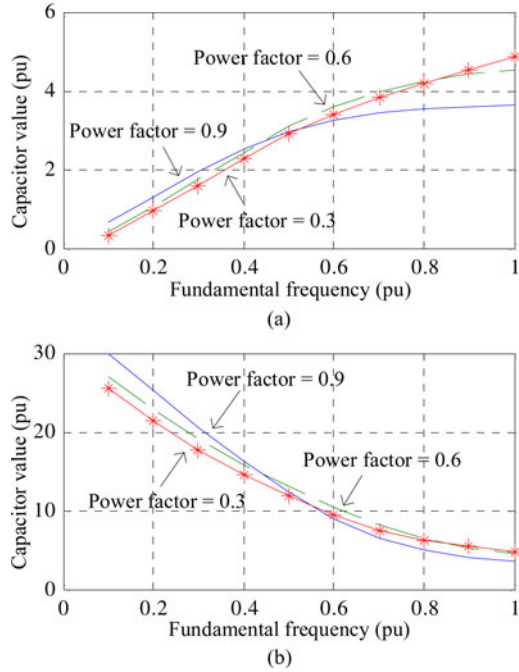 6
4
2
0
Capacitor value (pu)
Power factor = 0.6
Power factor = 0.9
Power factor = 0.3
0 0.2 0.4 0.6 0.8 1
Fundamental frequency (pu)
(a)
30
20
10
0
Capacitor value (pu)
Power factor = 0.9
Power factor = 0.6
Power factor = 0.3
0 0.2 0.4 0.6 0.8 1
Fundamental frequency (pu)
(b)